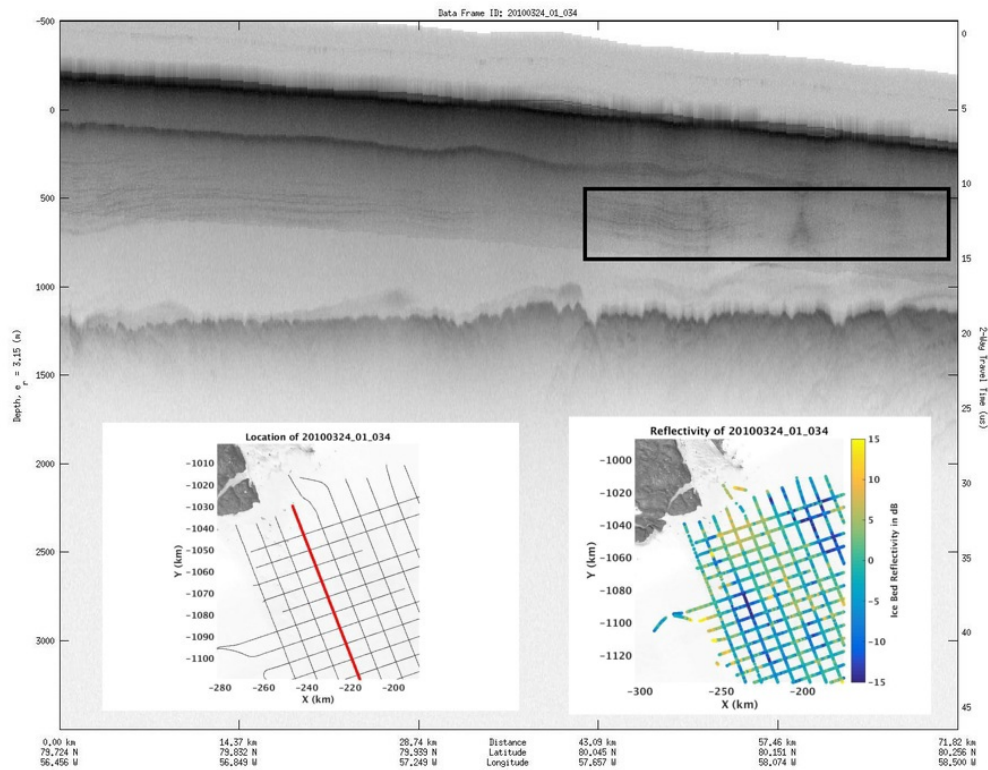 Data Frame ID: 20100324_01_034
-500
0
500
1000
1500
2000
2500
3000
Depth, e = 3.15 (m)
r
0
5
10
15
20
25
30
35
40
45
2-Way Travel Time (us)
Location of 20100324_01_034
-1010
-1020
-1030
-1040
-1050
-1060
-1070
-1080
-1090
-1100
Y (km)
-280 -260 -240 -220 -200
X (km)
Reflectivity of 20100324_01_034
-1000
-1020
-1040
-1060
-1080
-1100
-1120
Y (km)
-300 -250 -200
X (km)
15
10
5
0
-5
-10
-15
Ice Bed Reflectivity in dB
0.00 km 14.37 km 28.74 km Distance 43.09 km 57.46 km 71.82 km
79.724 N 79.832 N 79.939 N Latitude 80.045 N 80.151 N 80.256 N
56.456 W 56.849 W 57.249 W Longitude 57.657 W 58.074 W 58.500 W